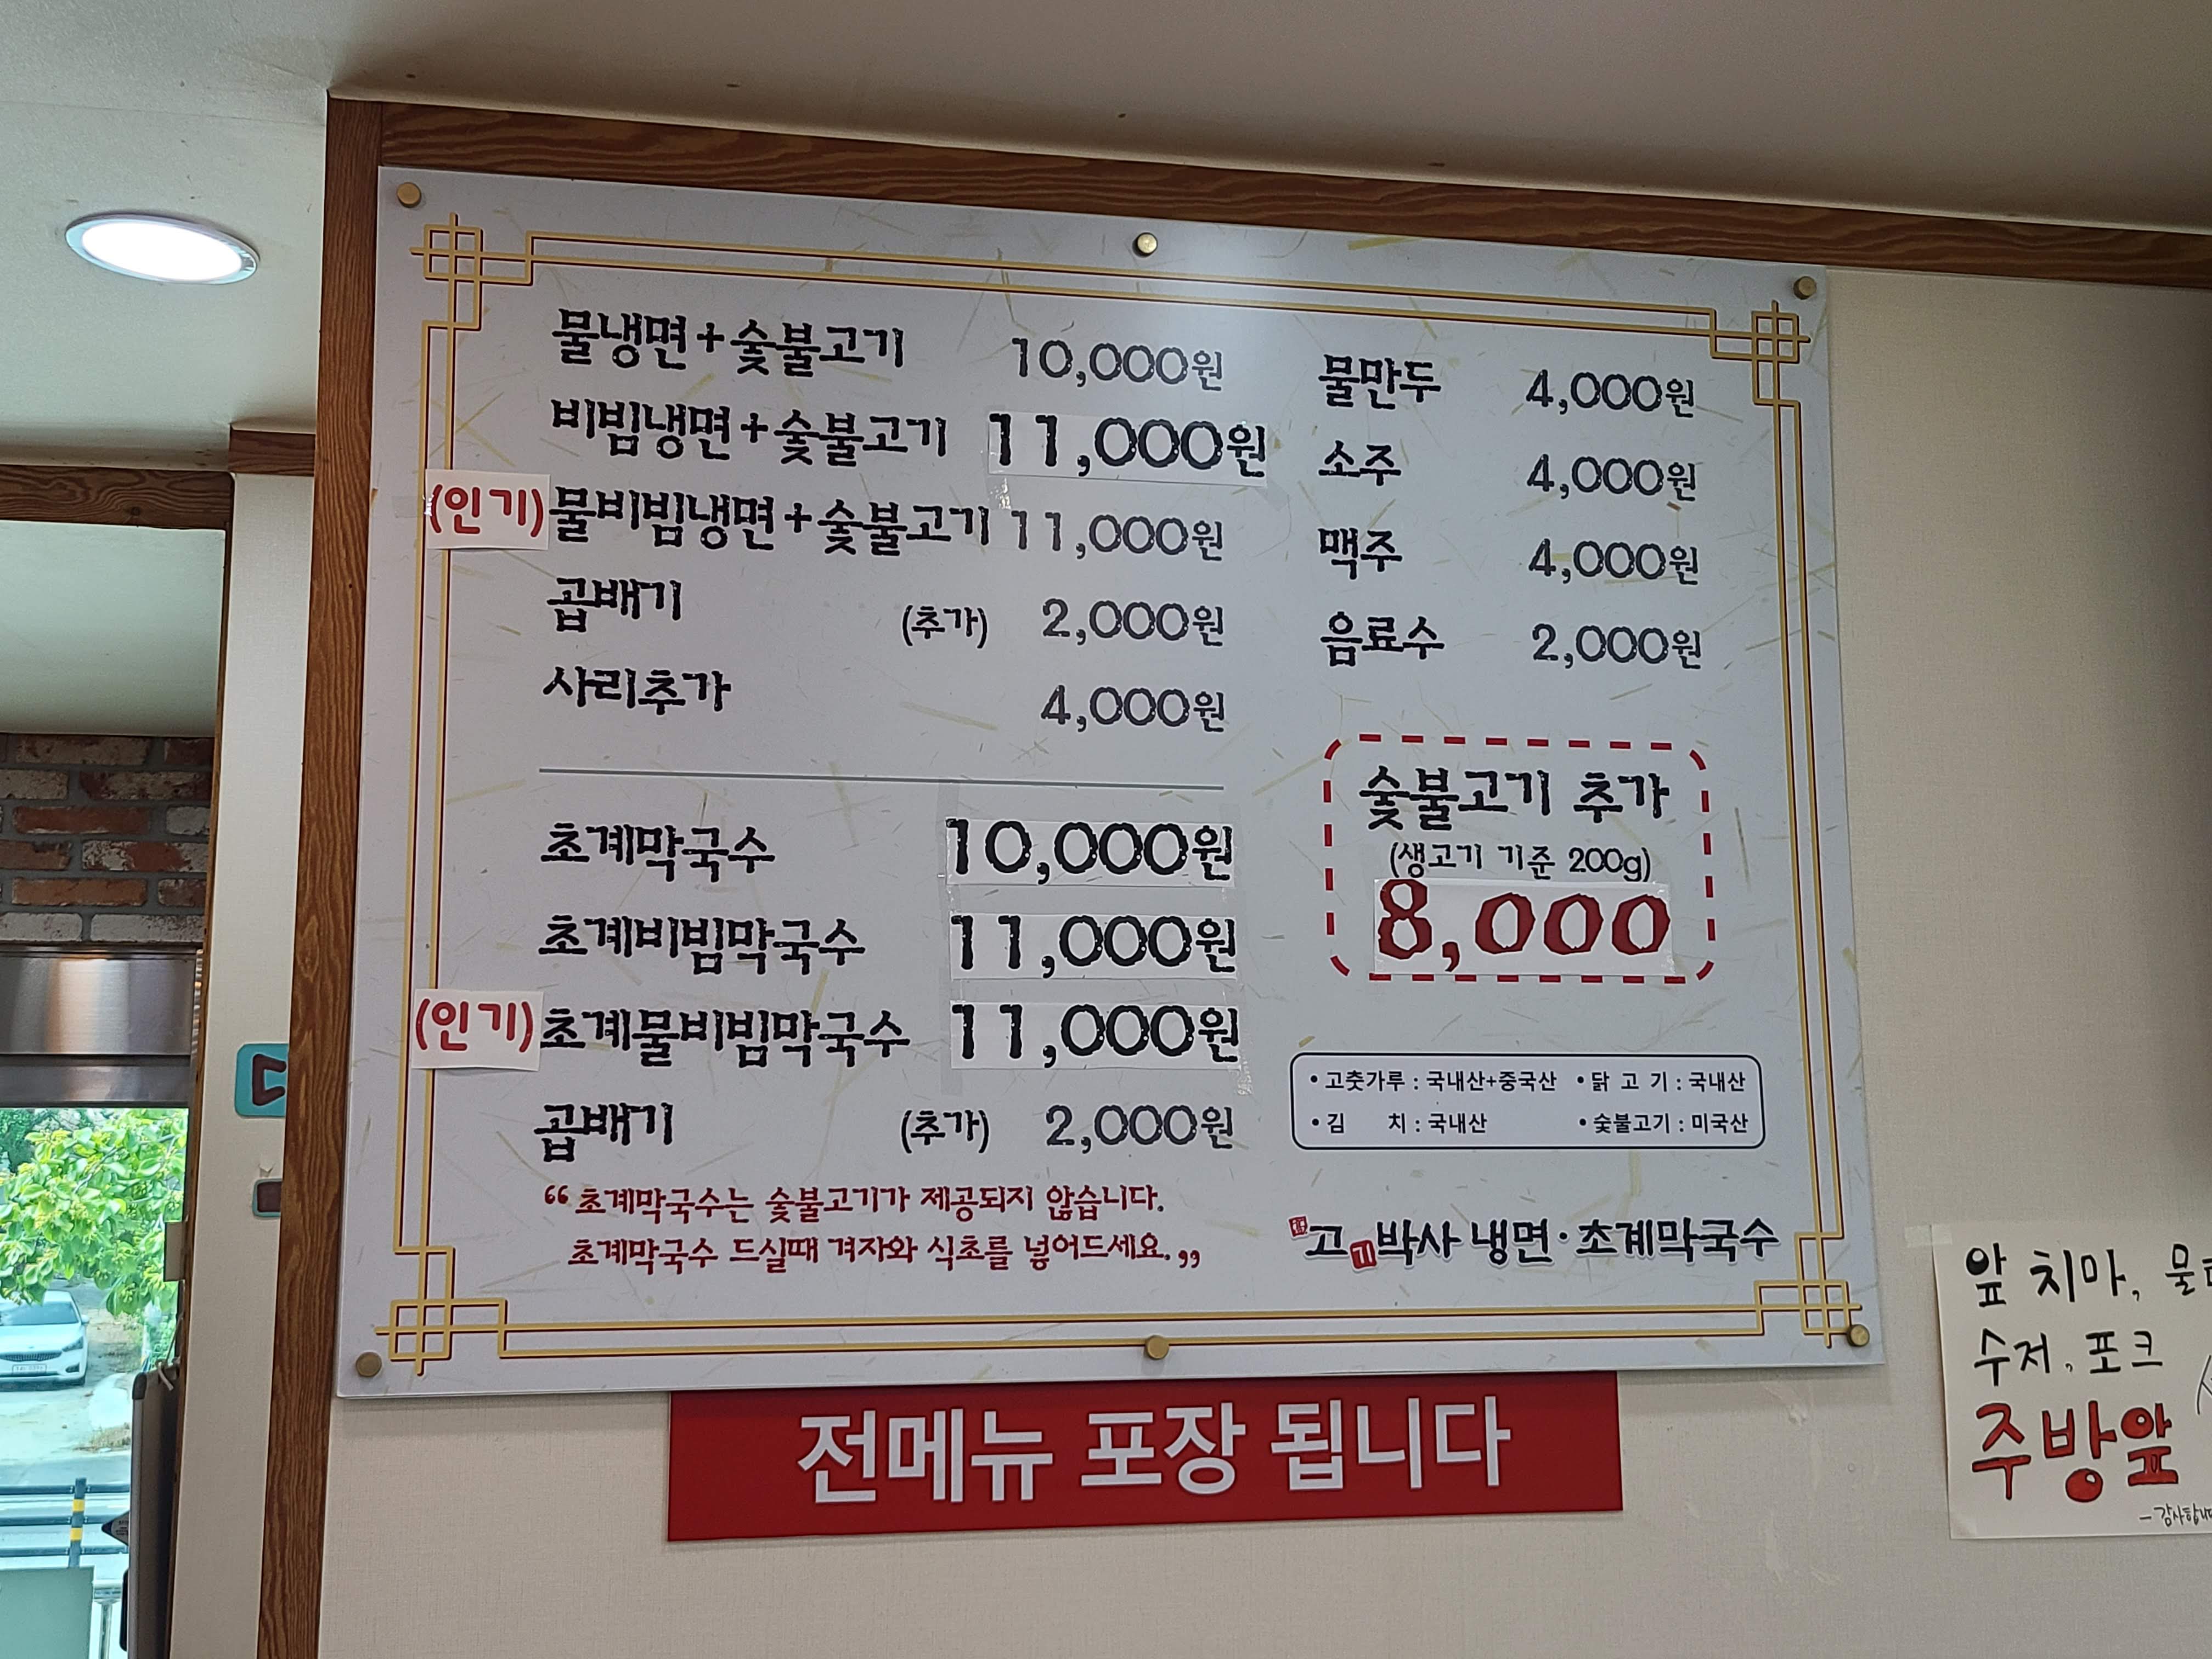 물냉면+숯불고기 10,000원
비빔냉면+숯불고기 11,000원
(인기)물비빔냉면+숯불고기 11,000원
곱배기 (추가) 2,000원
사리추가 4,000원
초계막국수 10,000원
초계비빔막국수 11,000원
(인기)초계물비빔막국수 11,000원
곱배기 (추가) 2,000원
“초계막국수는 숯불고기가 제공되지 않습니다.
초계막국수 드실때 겨자와 식초를 넣어드세요.”
물만두 4,000원
소주 4,000원
맥주 4,000원
음료수 2,000원
숯불고기 추가
(생고기 기준 200g)
8,000
•고춧가루 : 국내산+중국산 •닭 고 기 : 국내산
•김 치 : 국내산 •숯불고기 : 미국산
고기박사 냉면·초계막국수
전메뉴 포장 됩니다
앞치마,
수저, 포크
주방앞